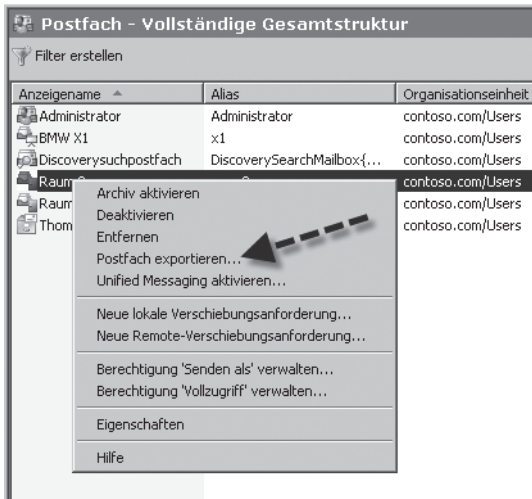 Postfach - Vollständige Gesamtstruktur
Filter erstellen
Anzeigename Alias Organisationseinheit
Administrator Administrator contoso.com/Users
BMW X1 x1 contoso.com/Users
Discoverysuchpostfach DiscoverySearchMailbox{... contoso.com/Users
Raum contoso.com/Users
Raum contoso.com/Users
Thom contoso.com/Users
Archiv aktivieren
Deaktivieren
Entfernen
Postfach exportieren...
Unified Messaging aktivieren...
Neue lokale Verschiebungsanforderung...
Neue Remote-Verschiebungsanforderung...
Berechtigung 'Senden als' verwalten...
Berechtigung 'Vollzugriff' verwalten...
Eigenschaften
Hilfe